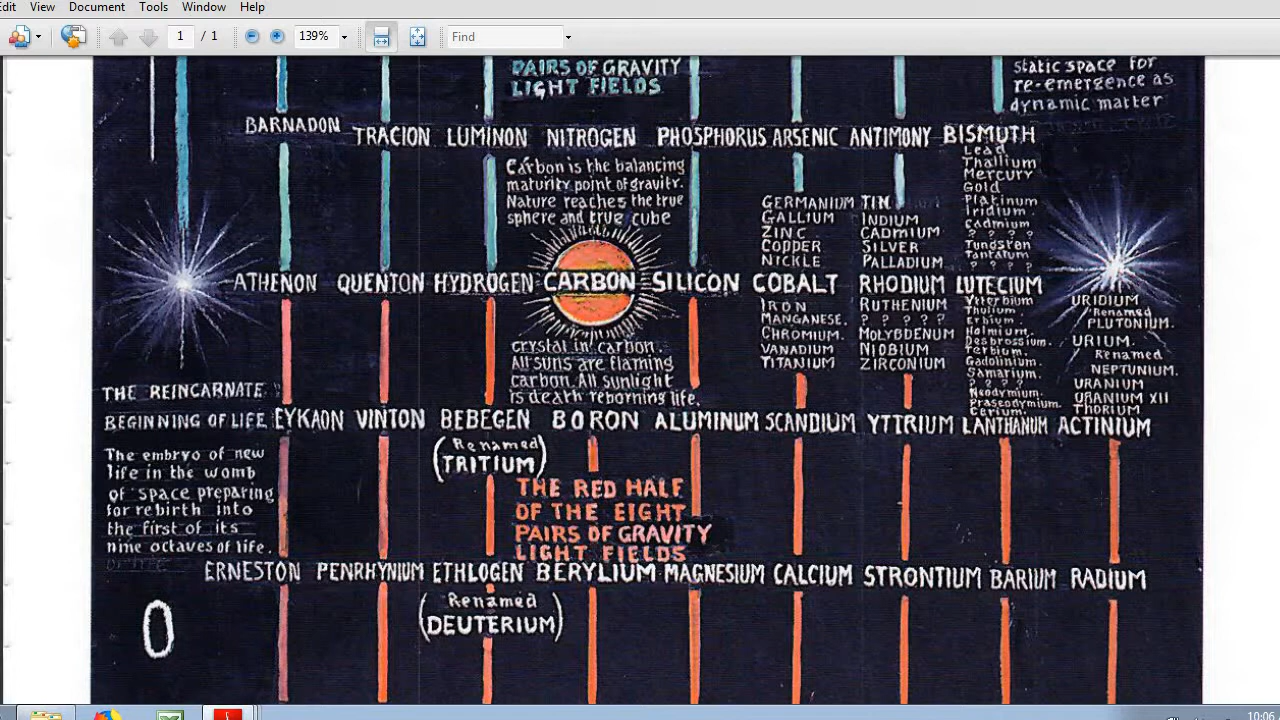 Edit View Document Tools Window Help
1 / 1 139% Find
PAIRS OF GRAVITY
LIGHT FIELDS
static space for
re-emergence as
dynamic matter
BARNADON TRACION LUMINON NITROGEN PHOSPHORUS ARSENIC ANTIMONY BISMUTH
Carbon is the balancing
maturity point of gravity.
Nature reaches the true
sphere and true cube
GERMANIUM
GALLIUM
ZINC
COPPER
NICKLE
TIN
INDIUM
CADMIUM
SILVER
PALLADIUM
Lead
Thallium
Mercury
Gold
Platinum
Iridium.
Cadmium
? ? ? ?
Tungsten
Tantalum
? ? ? ?
ATHENON QUENTON HYDROGEN CARBON SILICON COBALT RHODIUM LUTECIUM
crystal in carbon.
All suns are flaming
carbon. All sunlight
is death reborning life.
IRON
MANGANESE.
CHROMIUM.
VANADIUM
TITANIUM
RUTHENIUM
? ? ? ? ?
MOLYBDENUM
NIOBIUM
ZIRCONIUM
Ytterbium
Thulium.
Erbium.
Holmium.
Desbrossium.
Terbium.
Gadolinium.
Samarium.
? ? ? ?
Neodymium.
Praseodymium.
Cerium.
URIDIUM
Renamed
PLUTONIUM.
URIUM.
Renamed
NEPTUNIUM.
URANIUM
URANIUM XII
THORIUM
THE REINCARNATE
BEGINNING OF LIFE EYKAON VINTON BEBEGEN BORON ALUMINUM SCANDIUM YTTRIUM LANTHANUM ACTINIUM
(Renamed
TRITIUM)
The embryo of new
life in the womb
of space preparing
for rebirth into
the first of its
nine octaves of life.
THE RED HALF
OF THE EIGHT
PAIRS OF GRAVITY
LIGHT FIELDS
ERNESTON PENRHYNIUM ETHLOGEN BERYLIUM MAGNESIUM CALCIUM STRONTIUM BARIUM RADIUM
(Renamed
DEUTERIUM)
0
10:06